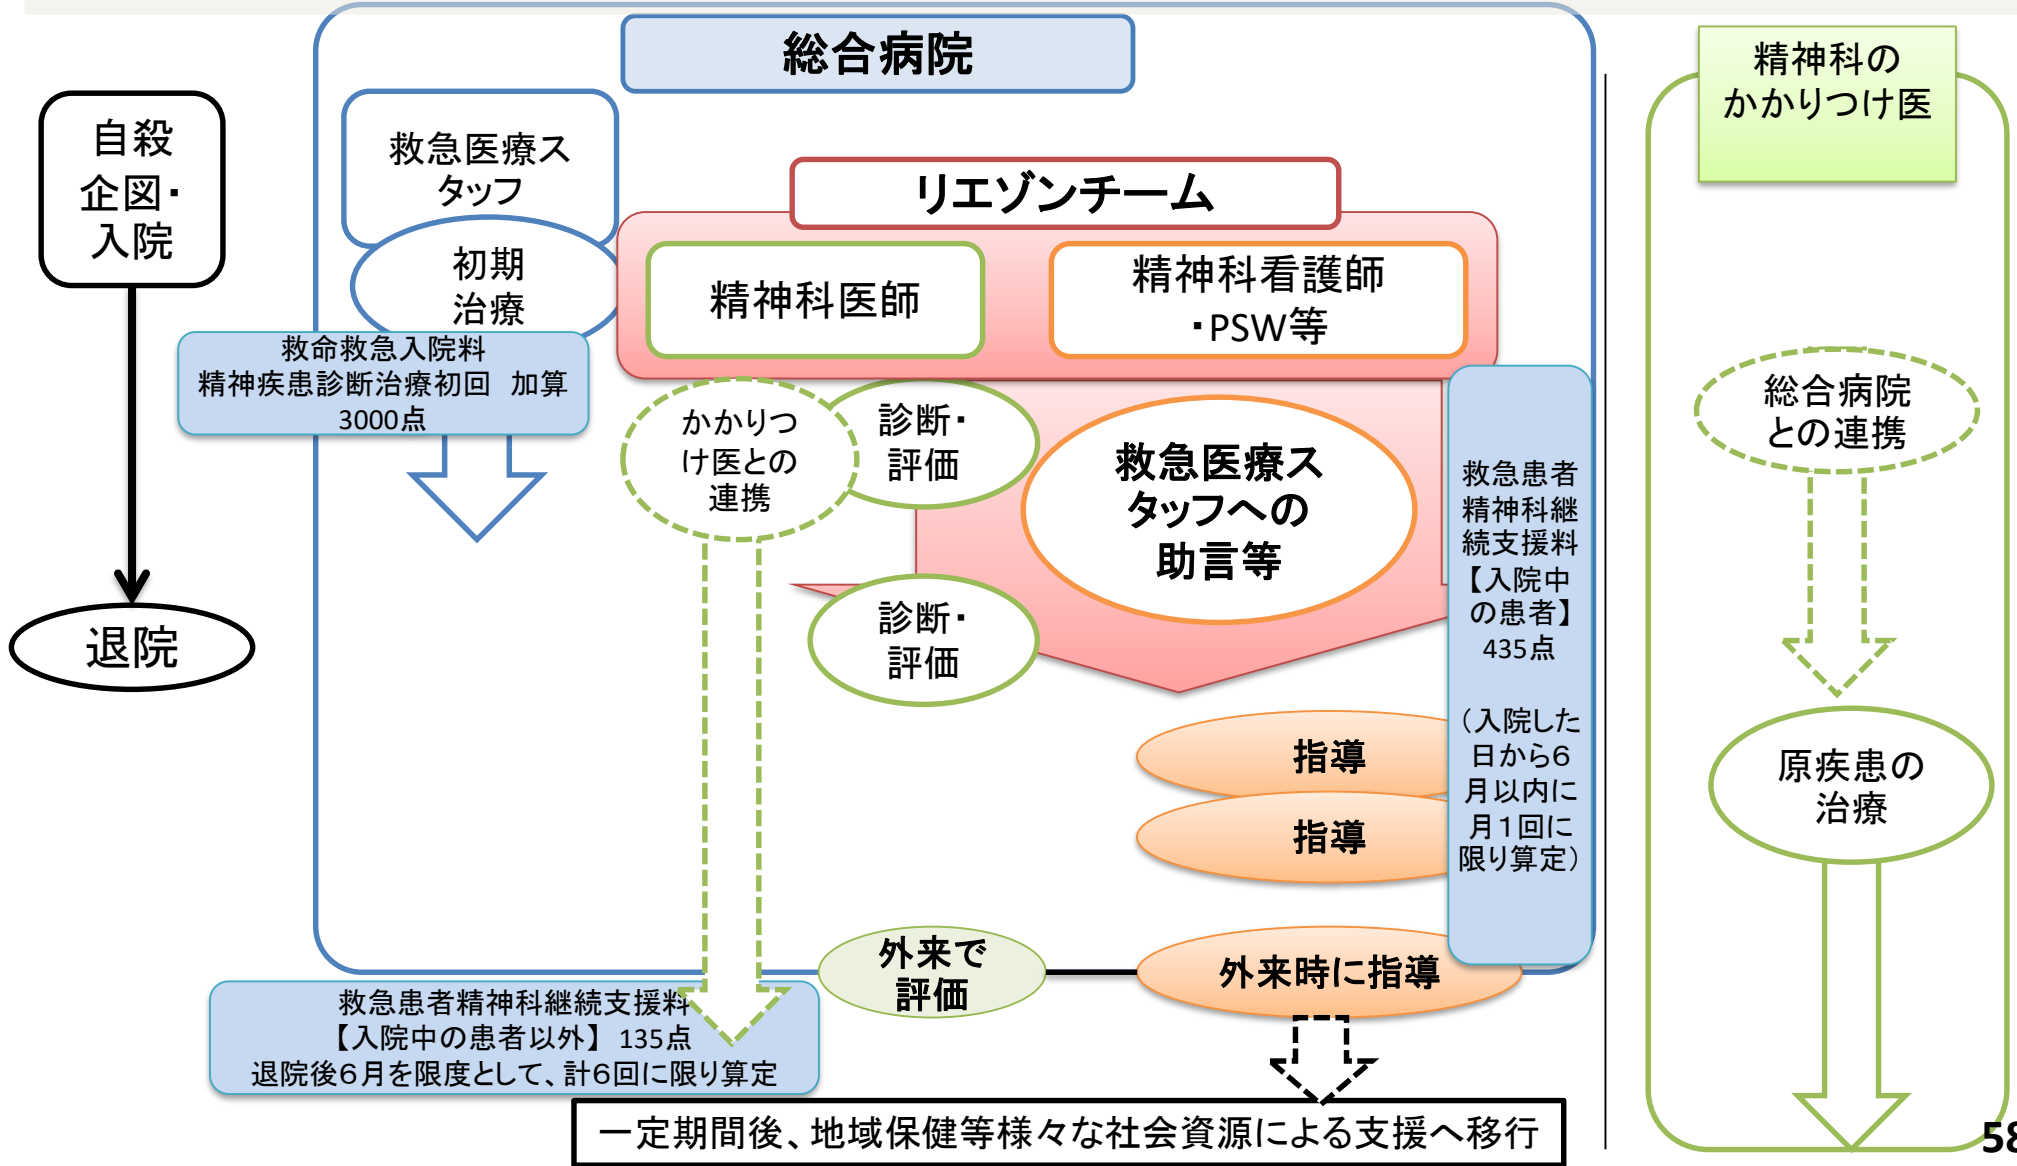 総合病院
精神科の
かかりつけ医
自殺
企図・
入院
救急医療ス
タッフ
リエゾンチーム
初期
治療
精神科医師
精神科看護師
・PSW等
救命救急入院料
精神疾患診断治療初回　加算
3000点
かかりつ
け医との
連携
診断・
評価
救急医療ス
タッフへの
助言等
救急患者
精神科継
続支援料
【入院中
の患者】
435点
（入院した
日から６
月以内に
月１回に
限り算定）
総合病院
との連携
退院
診断・
評価
指導
指導
原疾患の
治療
外来で
評価
外来時に指導
救急患者精神科継続支援料
【入院中の患者以外】 135点
退院後６月を限度として、計６回に限り算定
一定期間後、地域保健等様々な社会資源による支援へ移行
58